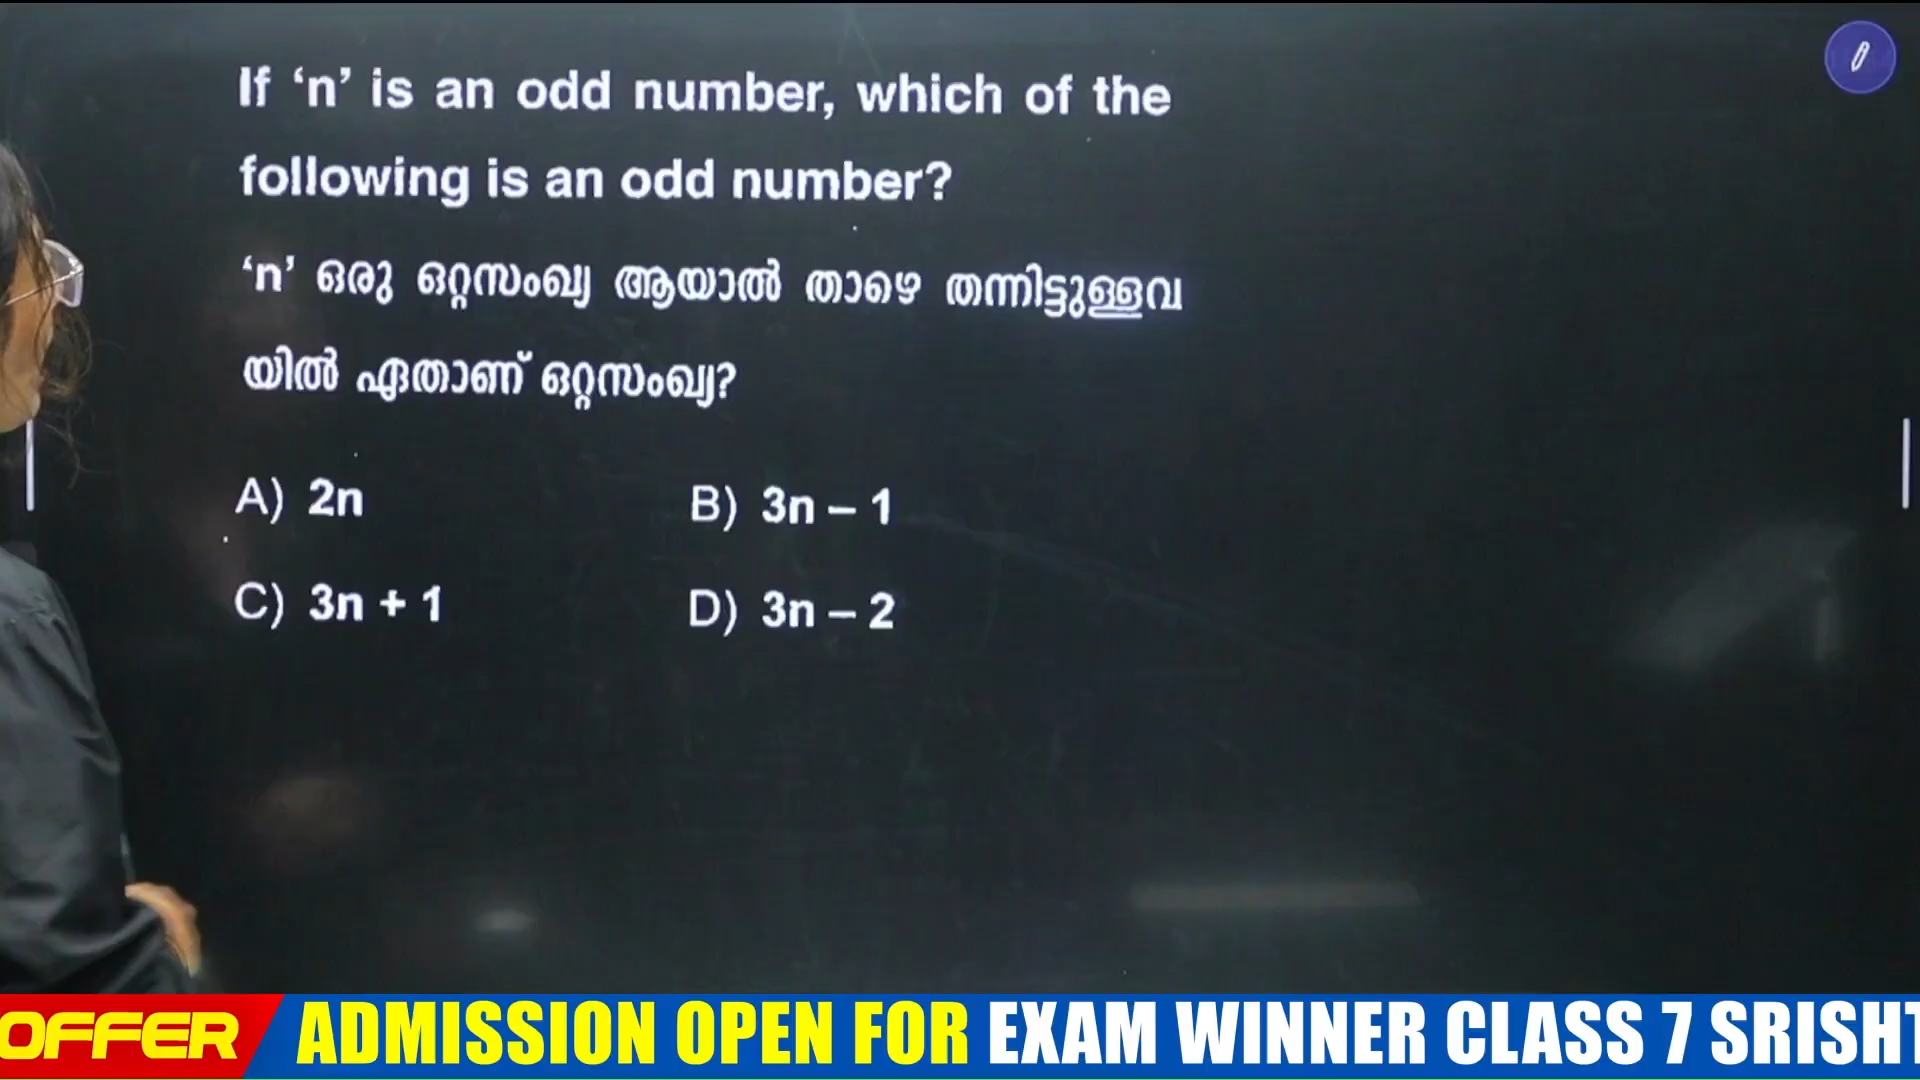 If ‘n’ is an odd number, which of the
following is an odd number?
‘n’ ഒരു ഒറ്റസംഖ്യ ആയാൽ താഴെ തന്നിട്ടുള്ളവ
യിൽ ഏതാണ് ഒറ്റസംഖ്യ?
A) 2n B) 3n – 1
C) 3n + 1 D) 3n – 2
OFFER ADMISSION OPEN FOR EXAM WINNER CLASS 7 SRISHT